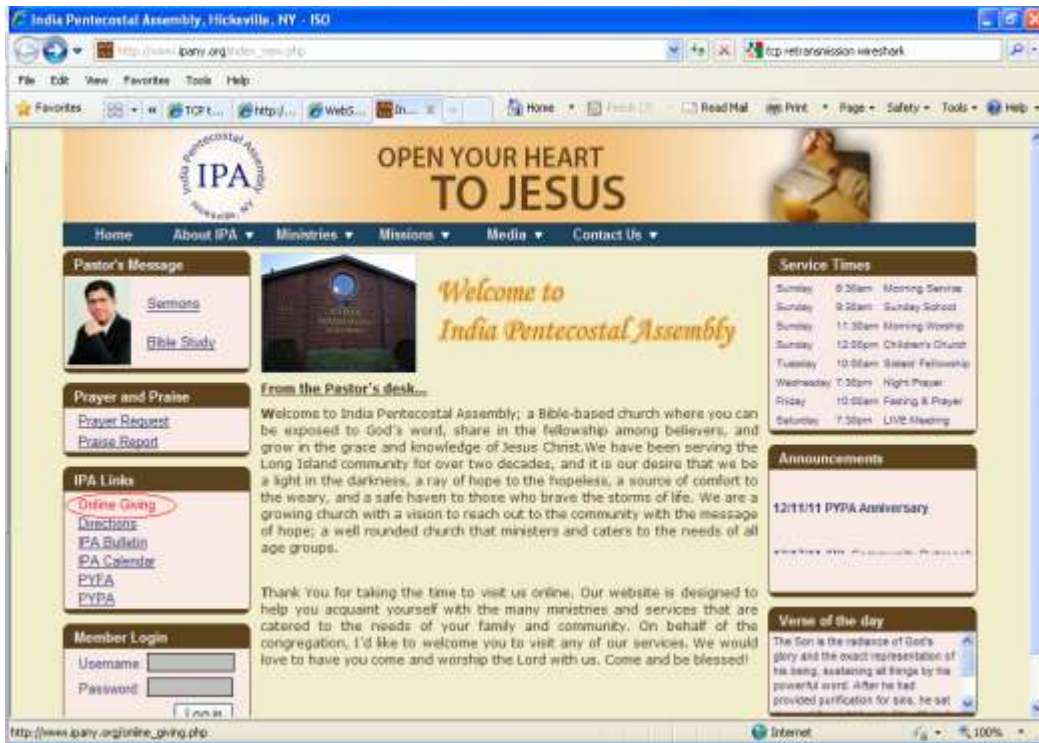 India Pentecostal Assembly, Hicksville, NY - ISO
http://www.ipany.org/index_new.php
tcp retransmission wireshark
File Edit View Favorites Tools Help
Favorites
TCP t...
http:/...
WebS...
In...
Home
Read Mail
Print
Page
Safety
Tools
Help
India Pentecostal Assembly
IPA
Hicksville, NY
OPEN YOUR HEART
TO JESUS
Home About IPA Ministries Missions Media Contact Us
Pastor's Message
Sermons
Bible Study
Prayer and Praise
Prayer Request
Praise Report
IPA Links
Online Giving
Directions
IPA Bulletin
IPA Calendar
PYFA
PYPA
Member Login
Username
Password
Log in
Welcome to
India Pentecostal Assembly
From the Pastor's desk...
Welcome to India Pentecostal Assembly; a Bible-based church where you can
be exposed to God's word, share in the fellowship among believers, and
grow in the grace and knowledge of Jesus Christ.We have been serving the
Long Island community for over two decades, and it is our desire that we be
a light in the darkness, a ray of hope to the hopeless, a source of comfort to
the weary, and a safe haven to those who brave the storms of life. We are a
growing church with a vision to reach out to the community with the message
of hope; a well rounded church that ministers and caters to the needs of all
age groups.
Thank You for taking the time to visit us online. Our website is designed to
help you acquaint yourself with the many ministries and services that are
catered to the needs of your family and community. On behalf of the
congregation, I'd like to welcome you to visit any of our services. We would
love to have you come and worship the Lord with us. Come and be blessed!
Service Times
Sunday Morning Service
Sunday 9:30am Sunday School
Sunday 11:30am Morning Worship
Sunday 12:00pm Children's Church
Tuesday 10:00am Sisters' Fellowship
Wednesday 7:30pm Night Prayer
Friday 10:00am Fasting & Prayer
Saturday 7:30pm LIVE Meeting
Announcements
12/11/11 PYPA Anniversary
Verse of the day
The Son is the radiance of God's
glory and the exact representation of
his being, sustaining all things by his
powerful word. After he had
provided purification for sins, he sat
http://www.ipany.org/online_giving.php
Internet
100%